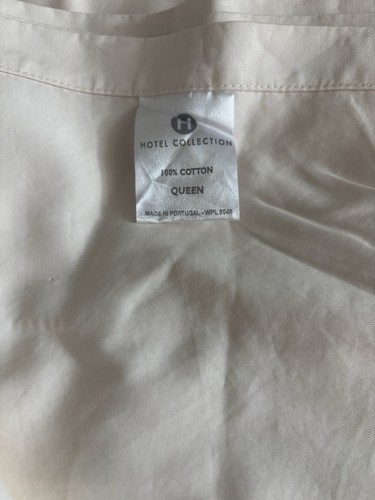 H
HOTEL COLLECTION
100% COTTON
QUEEN
MADE IN PORTUGAL - WPL